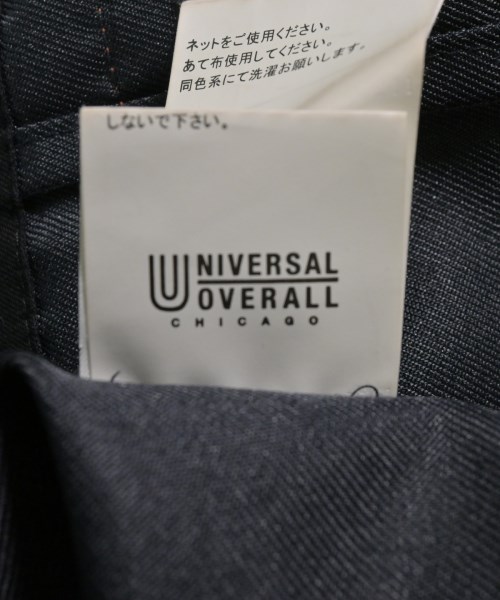 ネットをご使用ください。
あて布使用してください。
同色系にて洗濯お願いします。
しないで下さい。
UNIVERSAL
OVERALL
CHICAGO